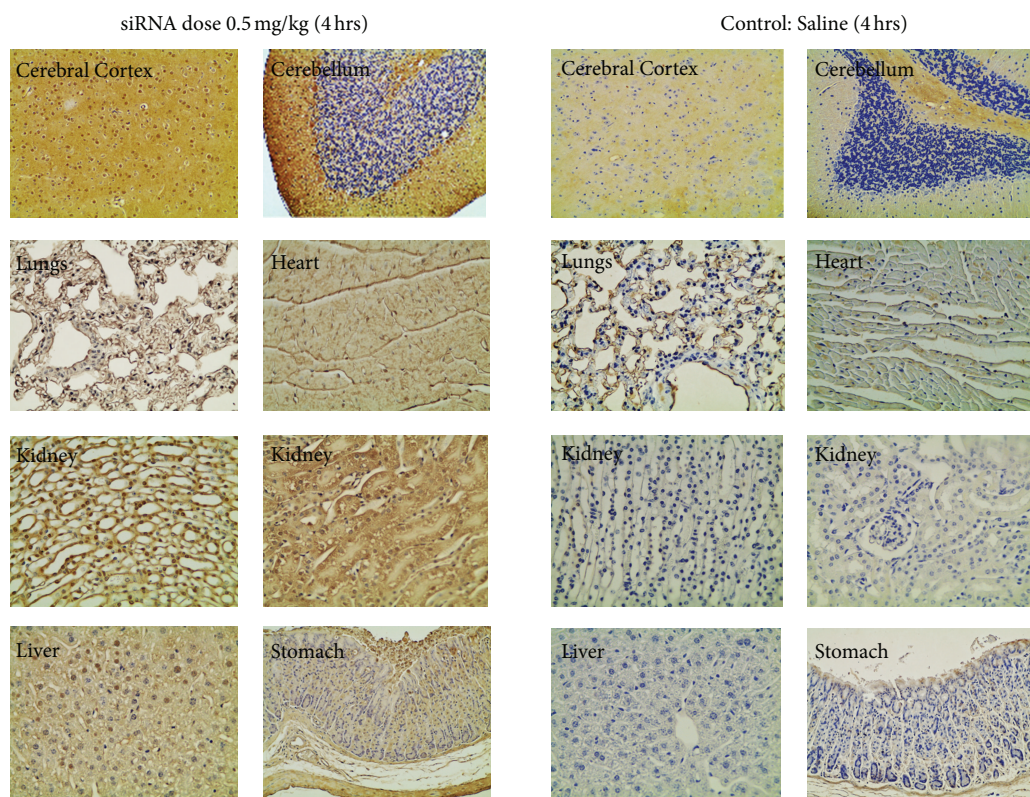 siRNA dose 0.5 mg/kg (4 hrs)
Control: Saline (4 hrs)
Cerebral Cortex
Cerebellum
Cerebral Cortex
Cerebellum
Lungs
Heart
Lungs
Heart
Kidney
Kidney
Kidney
Kidney
Liver
Stomach
Liver
Stomach